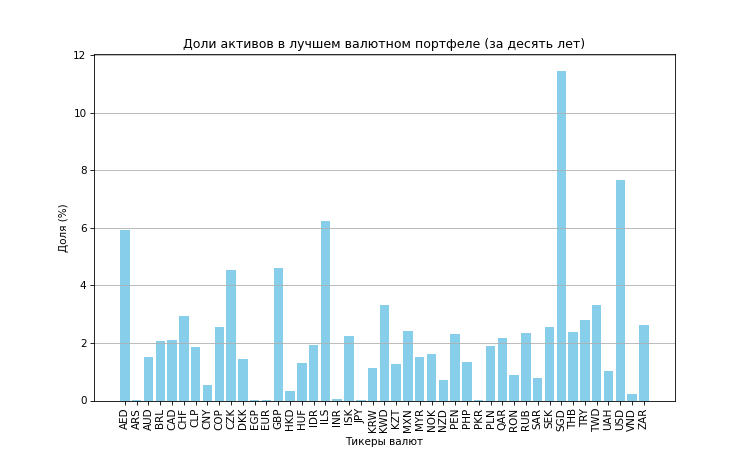 Доли активов в лучшем валютном портфеле (за десять лет)
12
10
8
6
4
2
0
Доля (%)
AED ARS AUD BRL CAD CHF CLP CNY COP CZK DKK EGP EUR GBP HKD HUF IDR ILS INR ISK JPY KRW KWD KZT MXN MYR NOK NZD PEN PHP PKR PLN QAR RON RUB SAR SEK SGD THB TRY TWD UAH USD VND ZAR
Тикеры валют